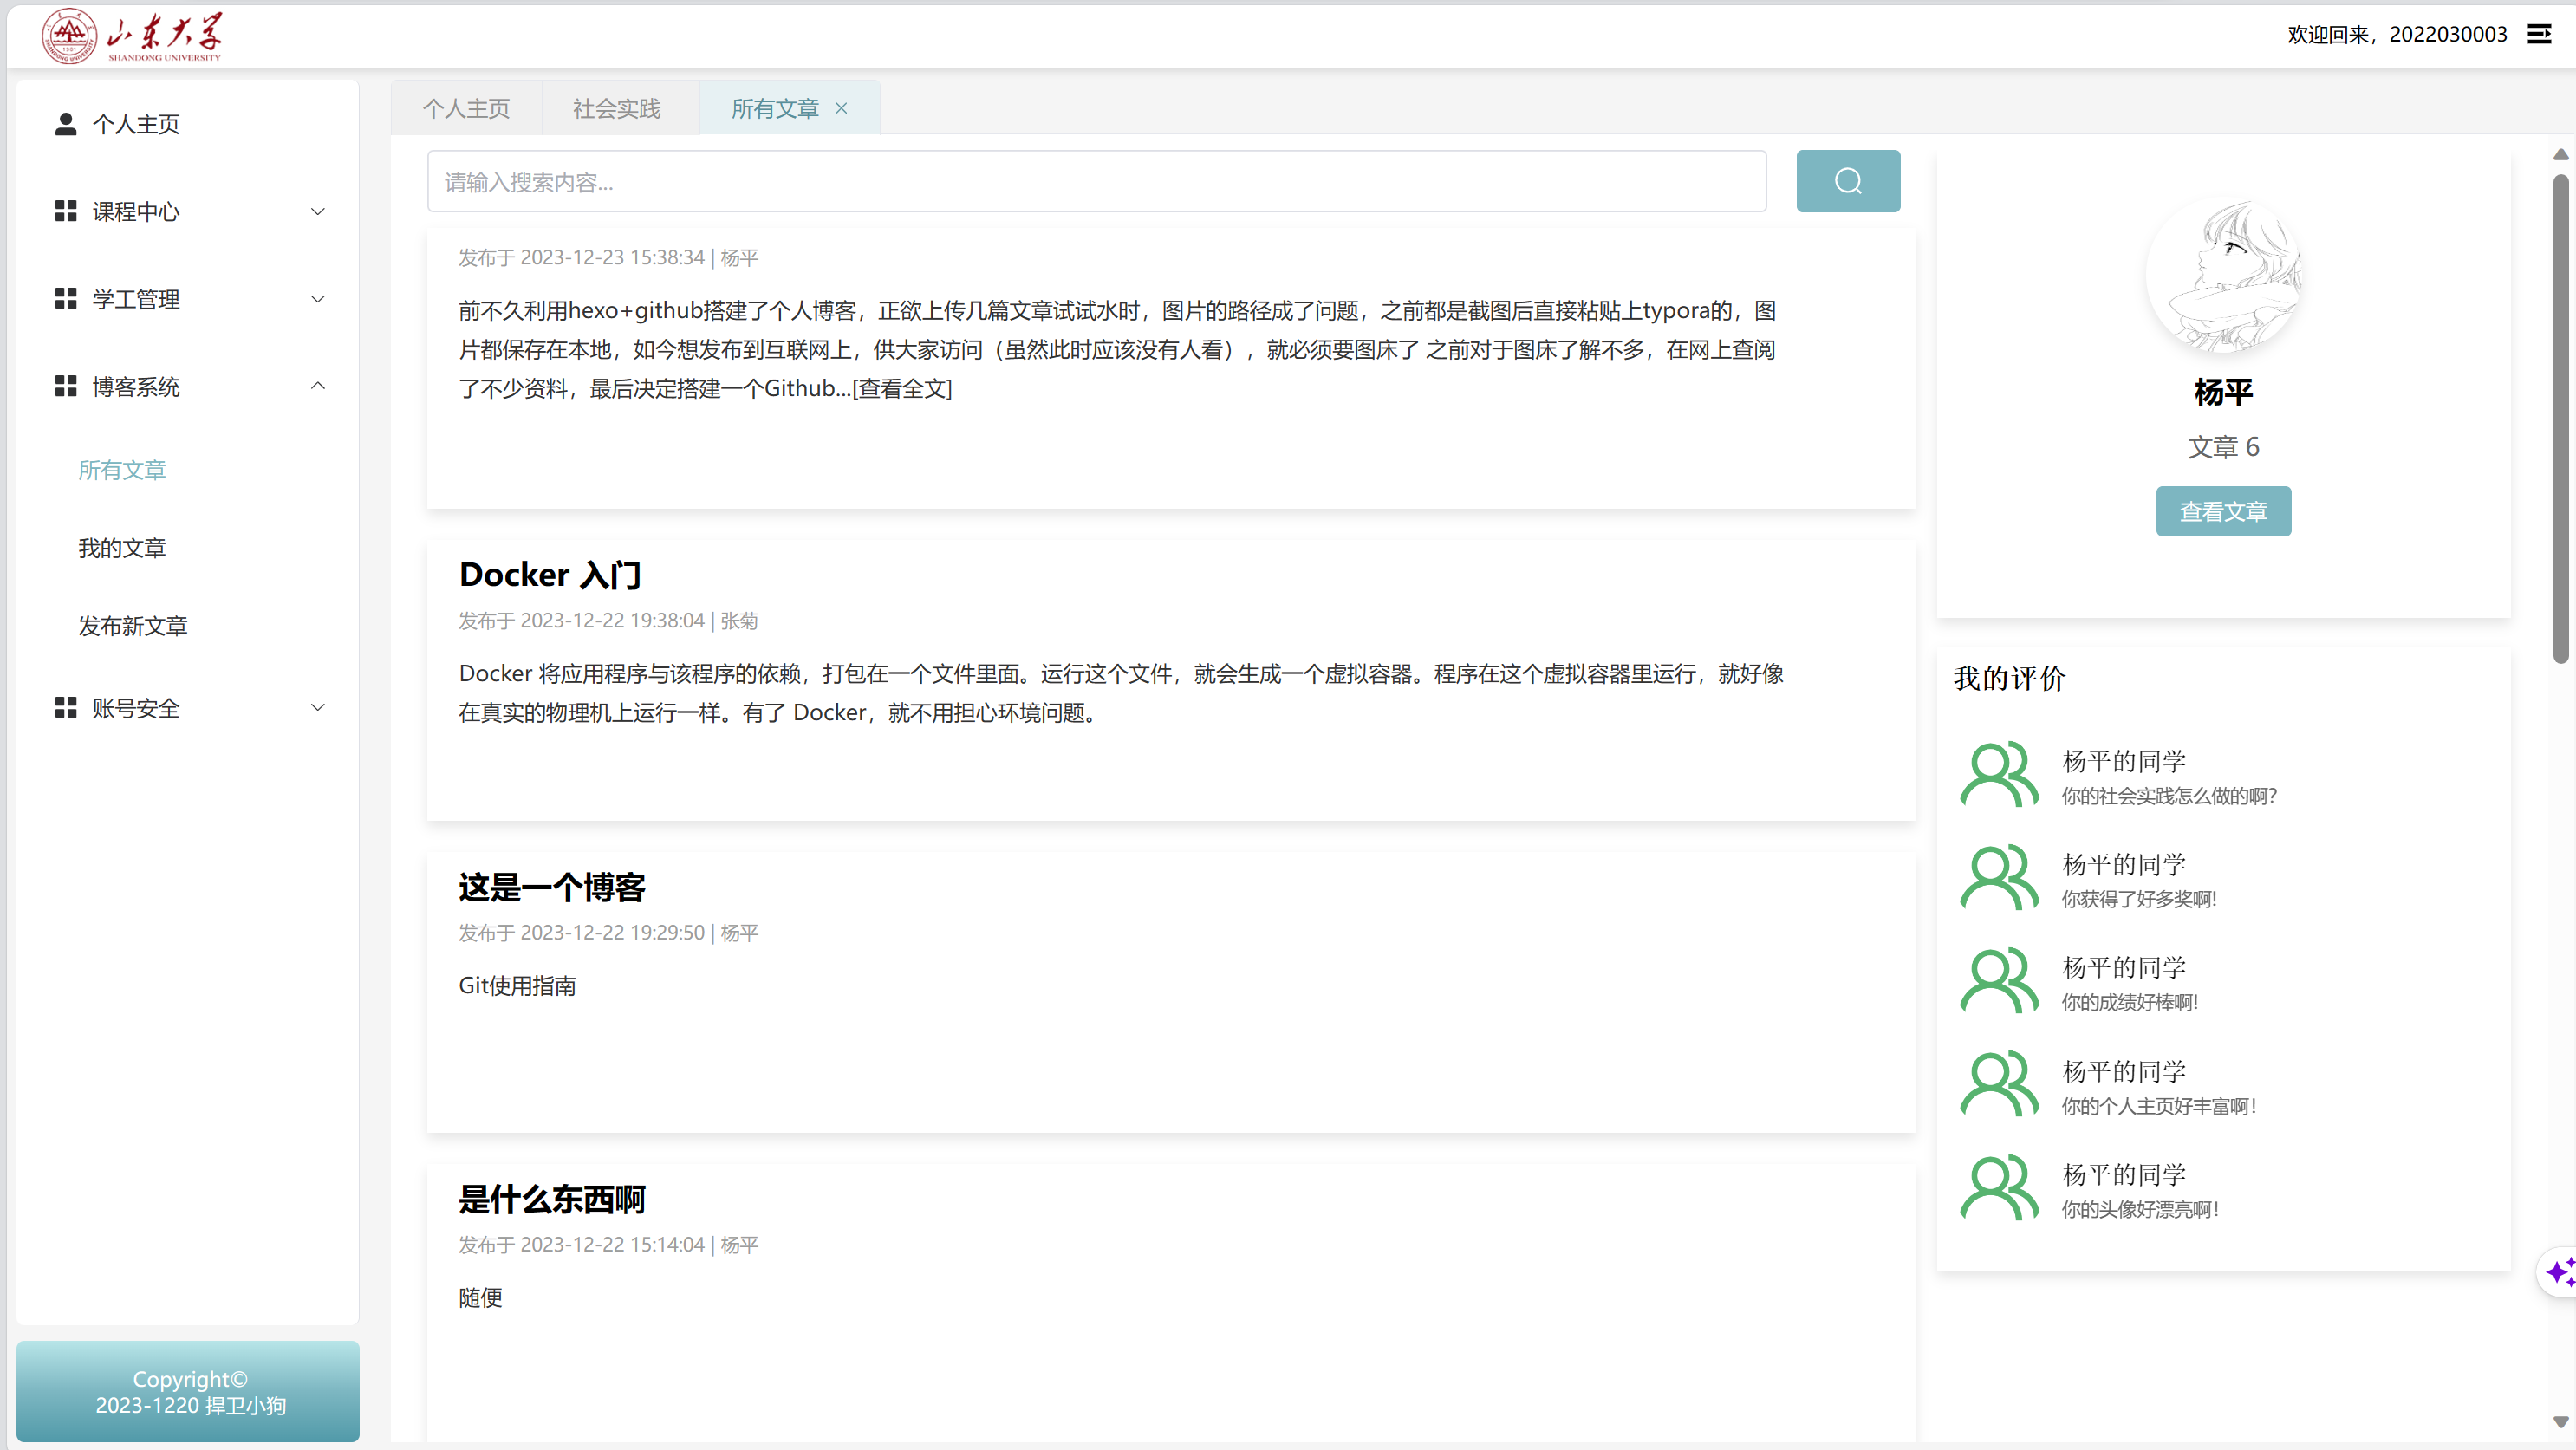 山东大学
SHANDONG UNIVERSITY
欢迎回来，2022030003
个人主页
课程中心
学工管理
博客系统
所有文章
我的文章
发布新文章
账号安全
Copyright©
2023-1220 捍卫小狗
个人主页
社会实践
所有文章
请输入搜索内容...
发布于 2023-12-23 15:38:34 | 杨平
前不久利用hexo+github搭建了个人博客，正欲上传几篇文章试试水时，图片的路径成了问题，之前都是截图后直接粘贴上typora的，图
片都保存在本地，如今想发布到互联网上，供大家访问（虽然此时应该没有人看），就必须要图床了 之前对于图床了解不多，在网上查阅
了不少资料，最后决定搭建一个Github...[查看全文]
Docker 入门
发布于 2023-12-22 19:38:04 | 张菊
Docker 将应用程序与该程序的依赖，打包在一个文件里面。运行这个文件，就会生成一个虚拟容器。程序在这个虚拟容器里运行，就好像
在真实的物理机上运行一样。有了 Docker，就不用担心环境问题。
这是一个博客
发布于 2023-12-22 19:29:50 | 杨平
Git使用指南
是什么东西啊
发布于 2023-12-22 15:14:04 | 杨平
随便
杨平
文章 6
查看文章
我的评价
杨平的同学
你的社会实践怎么做的啊?
杨平的同学
你获得了好多奖啊!
杨平的同学
你的成绩好棒啊!
杨平的同学
你的个人主页好丰富啊！
杨平的同学
你的头像好漂亮啊！